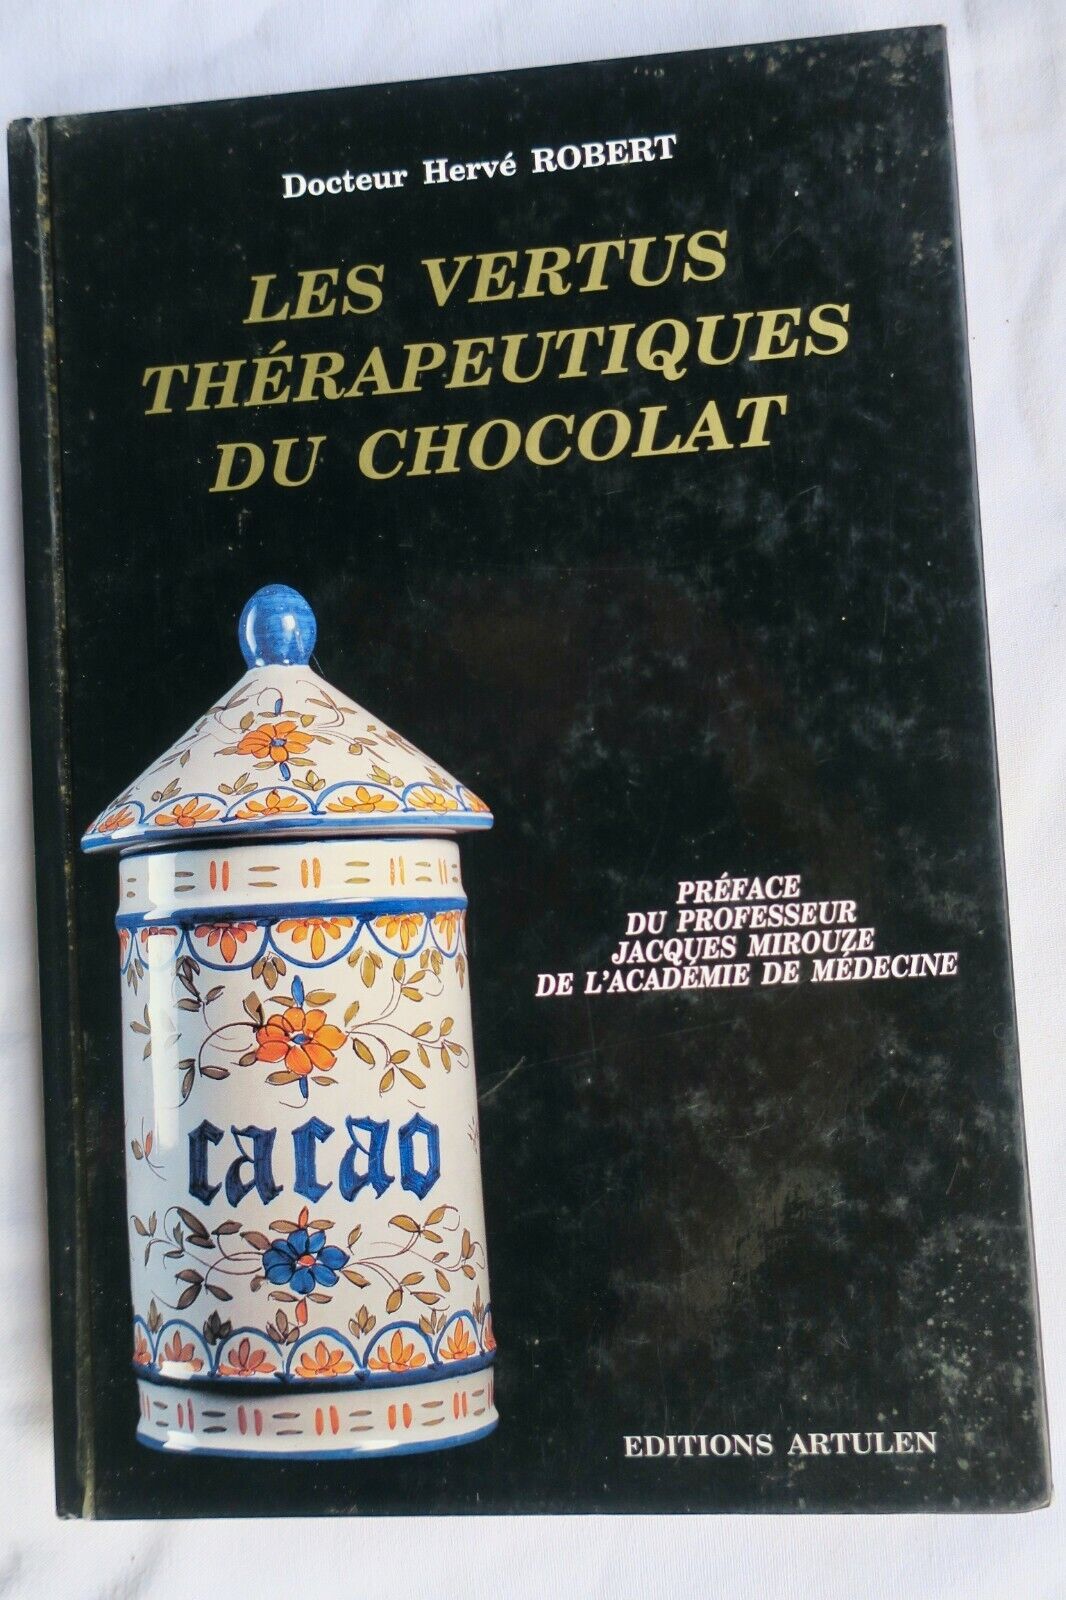 Docteur Hervé ROBERT
LES VERTUS
THÉRAPEUTIQUES
DU CHOCOLAT
cacao
PRÉFACE
DU PROFESSEUR
JACQUES MIROUZE
DE L'ACADÉMIE DE MÉDECINE
EDITIONS ARTULEN